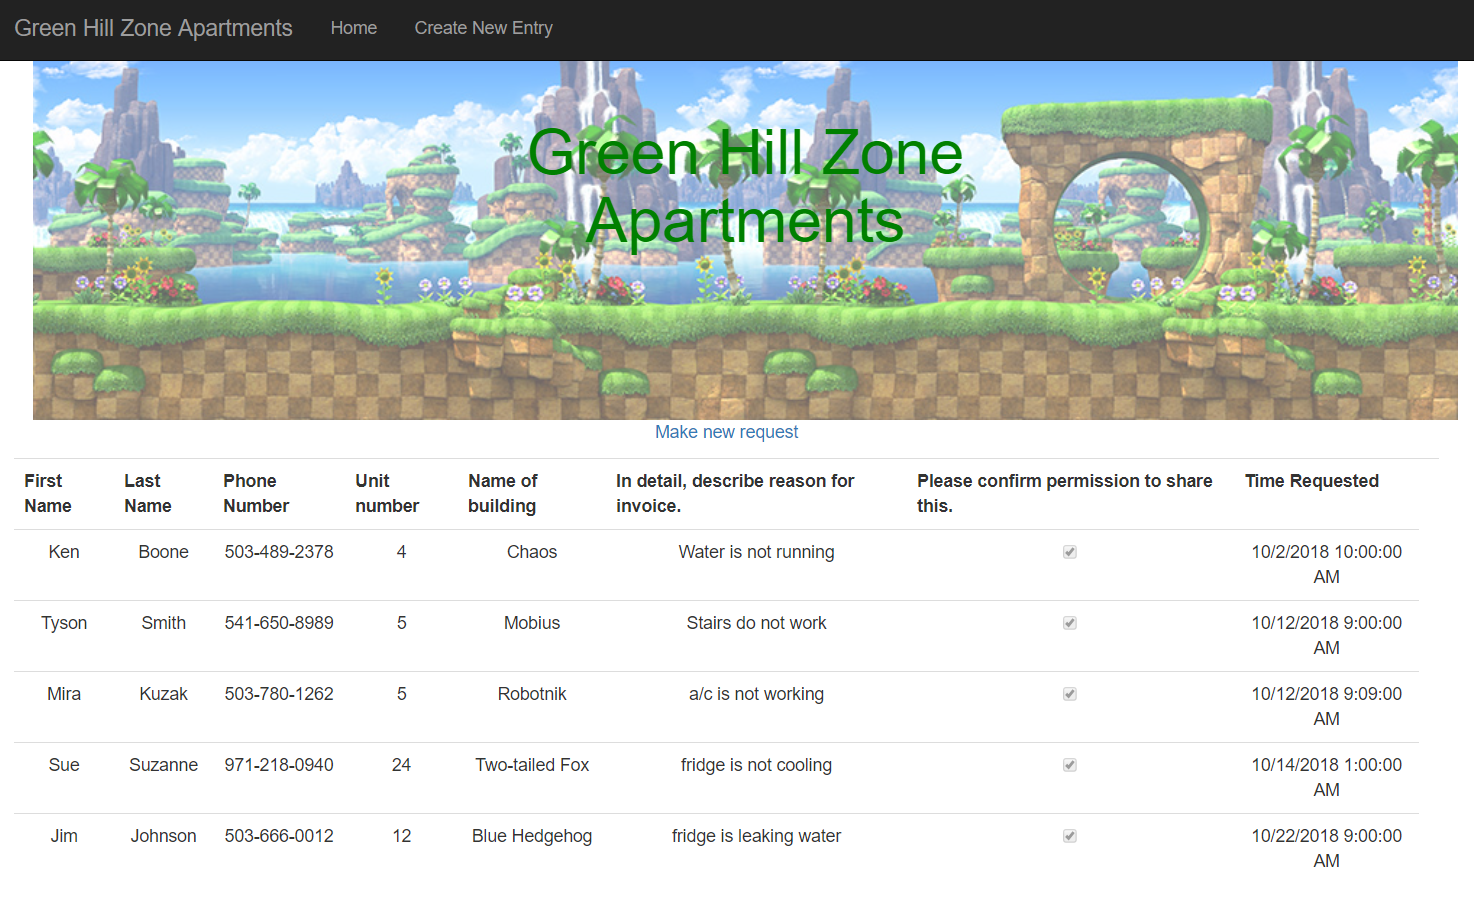 Green Hill Zone Apartments Home Create New Entry
Green Hill Zone
Apartments
Make new request
First Name Last Name Phone Number Unit number Name of building In detail, describe reason for invoice. Please confirm permission to share this. Time Requested
Ken Boone 503-489-2378 4 Chaos Water is not running 10/2/2018 10:00:00 AM
Tyson Smith 541-650-8989 5 Mobius Stairs do not work 10/12/2018 9:00:00 AM
Mira Kuzak 503-780-1262 5 Robotnik a/c is not working 10/12/2018 9:09:00 AM
Sue Suzanne 971-218-0940 24 Two-tailed Fox fridge is not cooling 10/14/2018 1:00:00 AM
Jim Johnson 503-666-0012 12 Blue Hedgehog fridge is leaking water 10/22/2018 9:00:00 AM